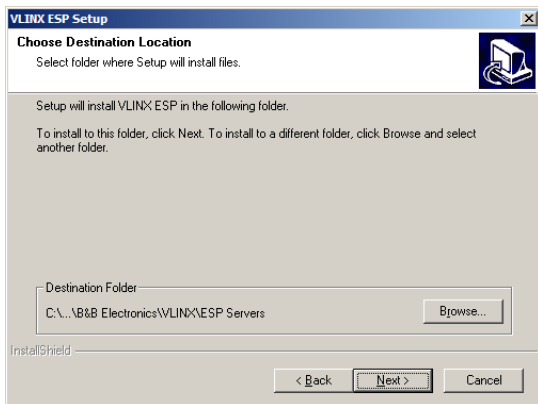 VLINX ESP Setup
Choose Destination Location
Select folder where Setup will install files.
Setup will install VLINX ESP in the following folder.
To install to this folder, click Next. To install to a different folder, click Browse and select
another folder.
Destination Folder
C:\...\B&B Electronics\VLINX\ESP Servers
Browse...
InstallShield
< Back
Next >
Cancel